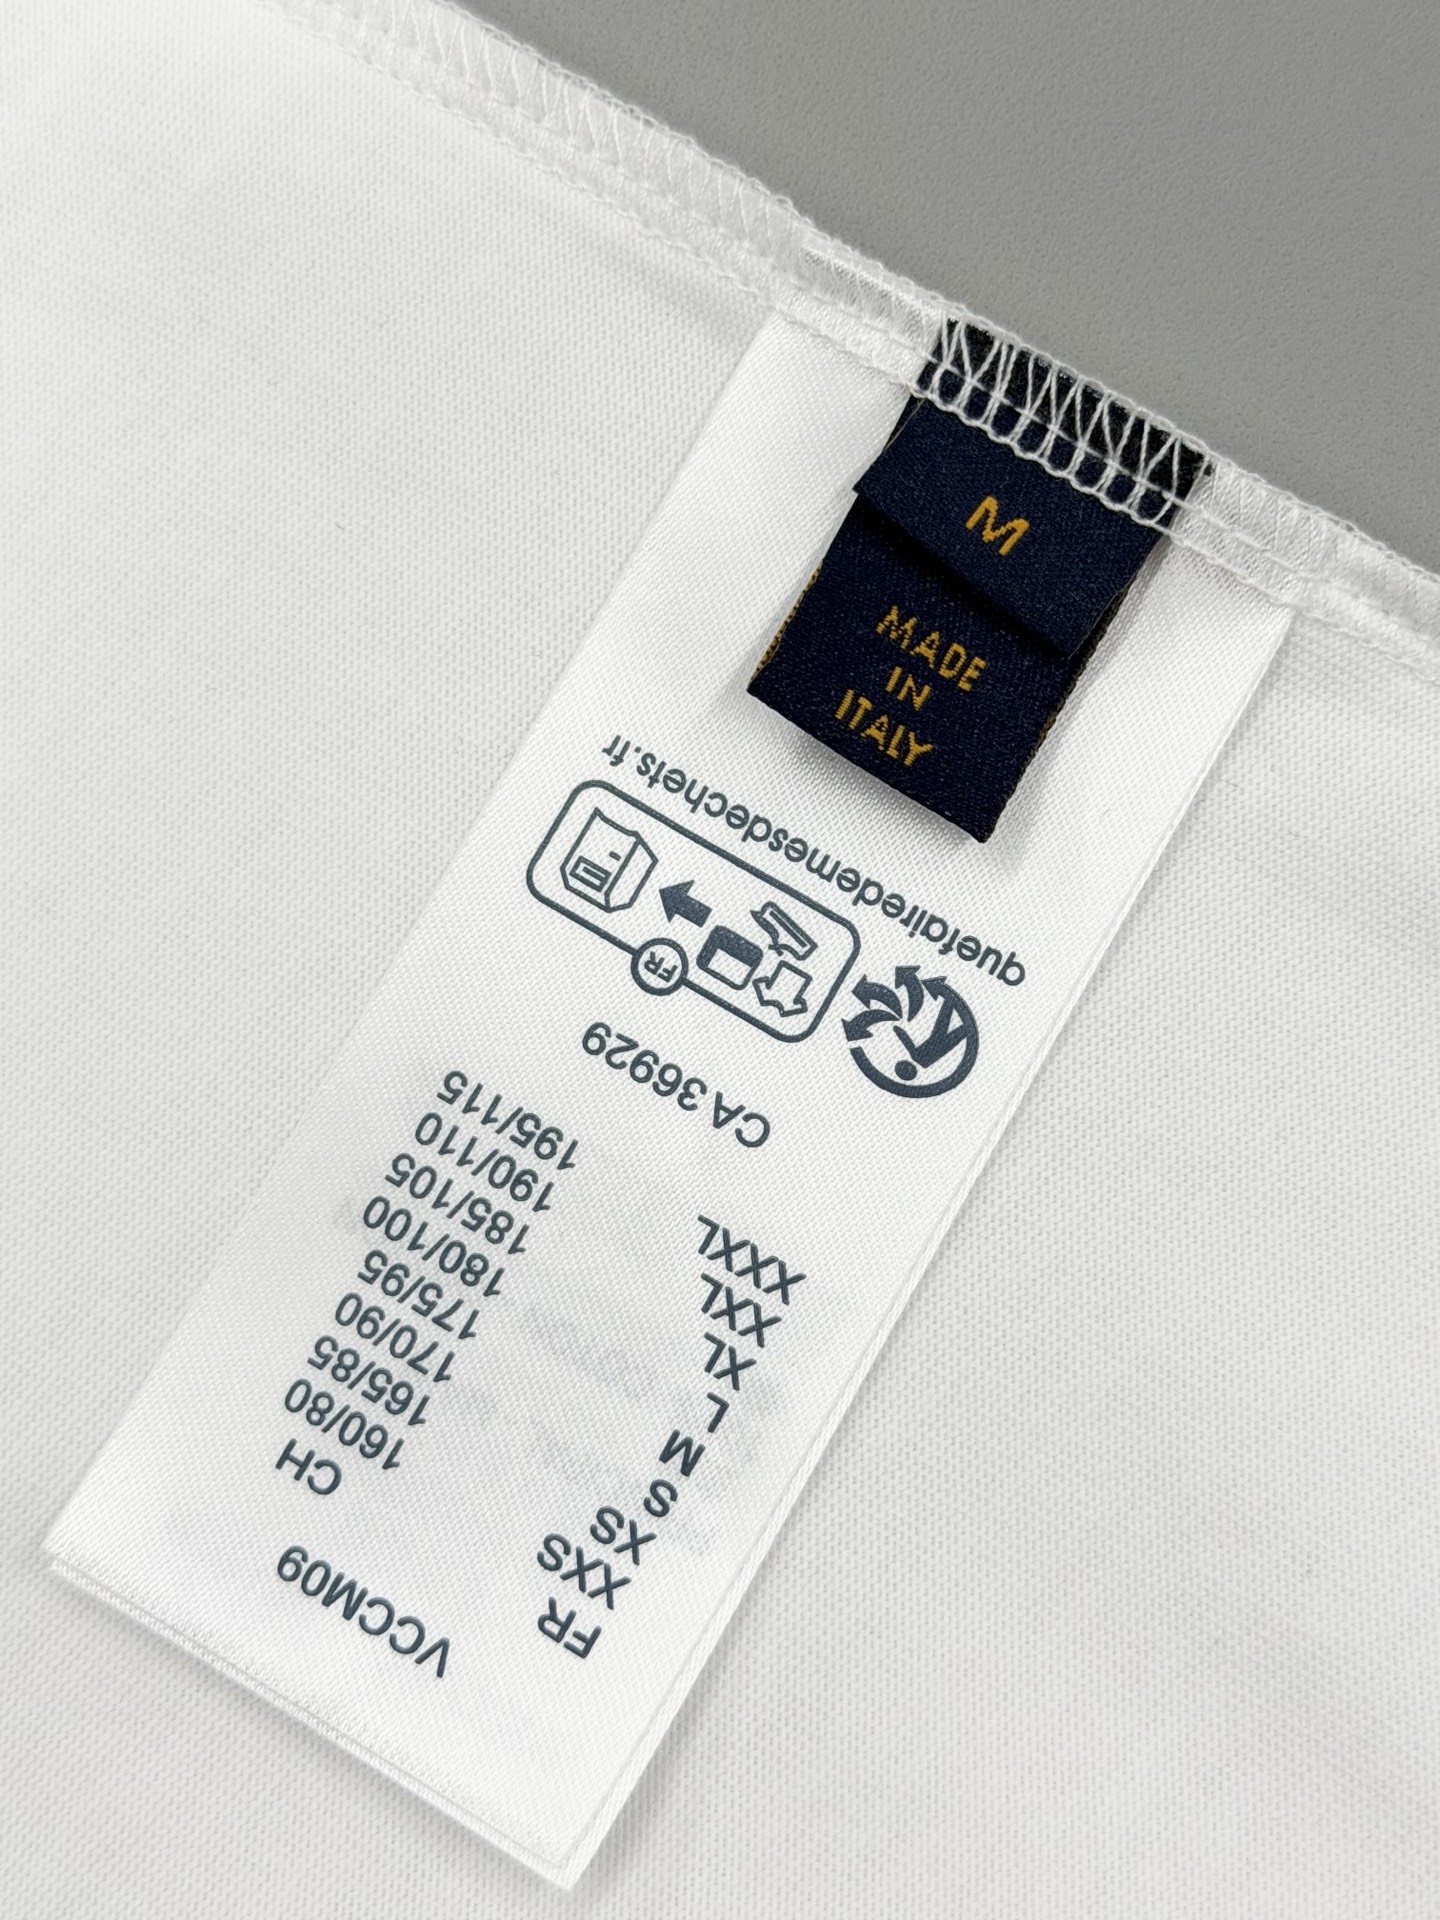 M
MADE
IN
ITALY
VCCM09
FR CH
XXS 160/80
XS 165/85
S 170/90
M 175/95
L 180/100
XL 185/105
XXL 190/110
XXXL 195/115
CA 36929
FR
quefairedemesdechets.fr